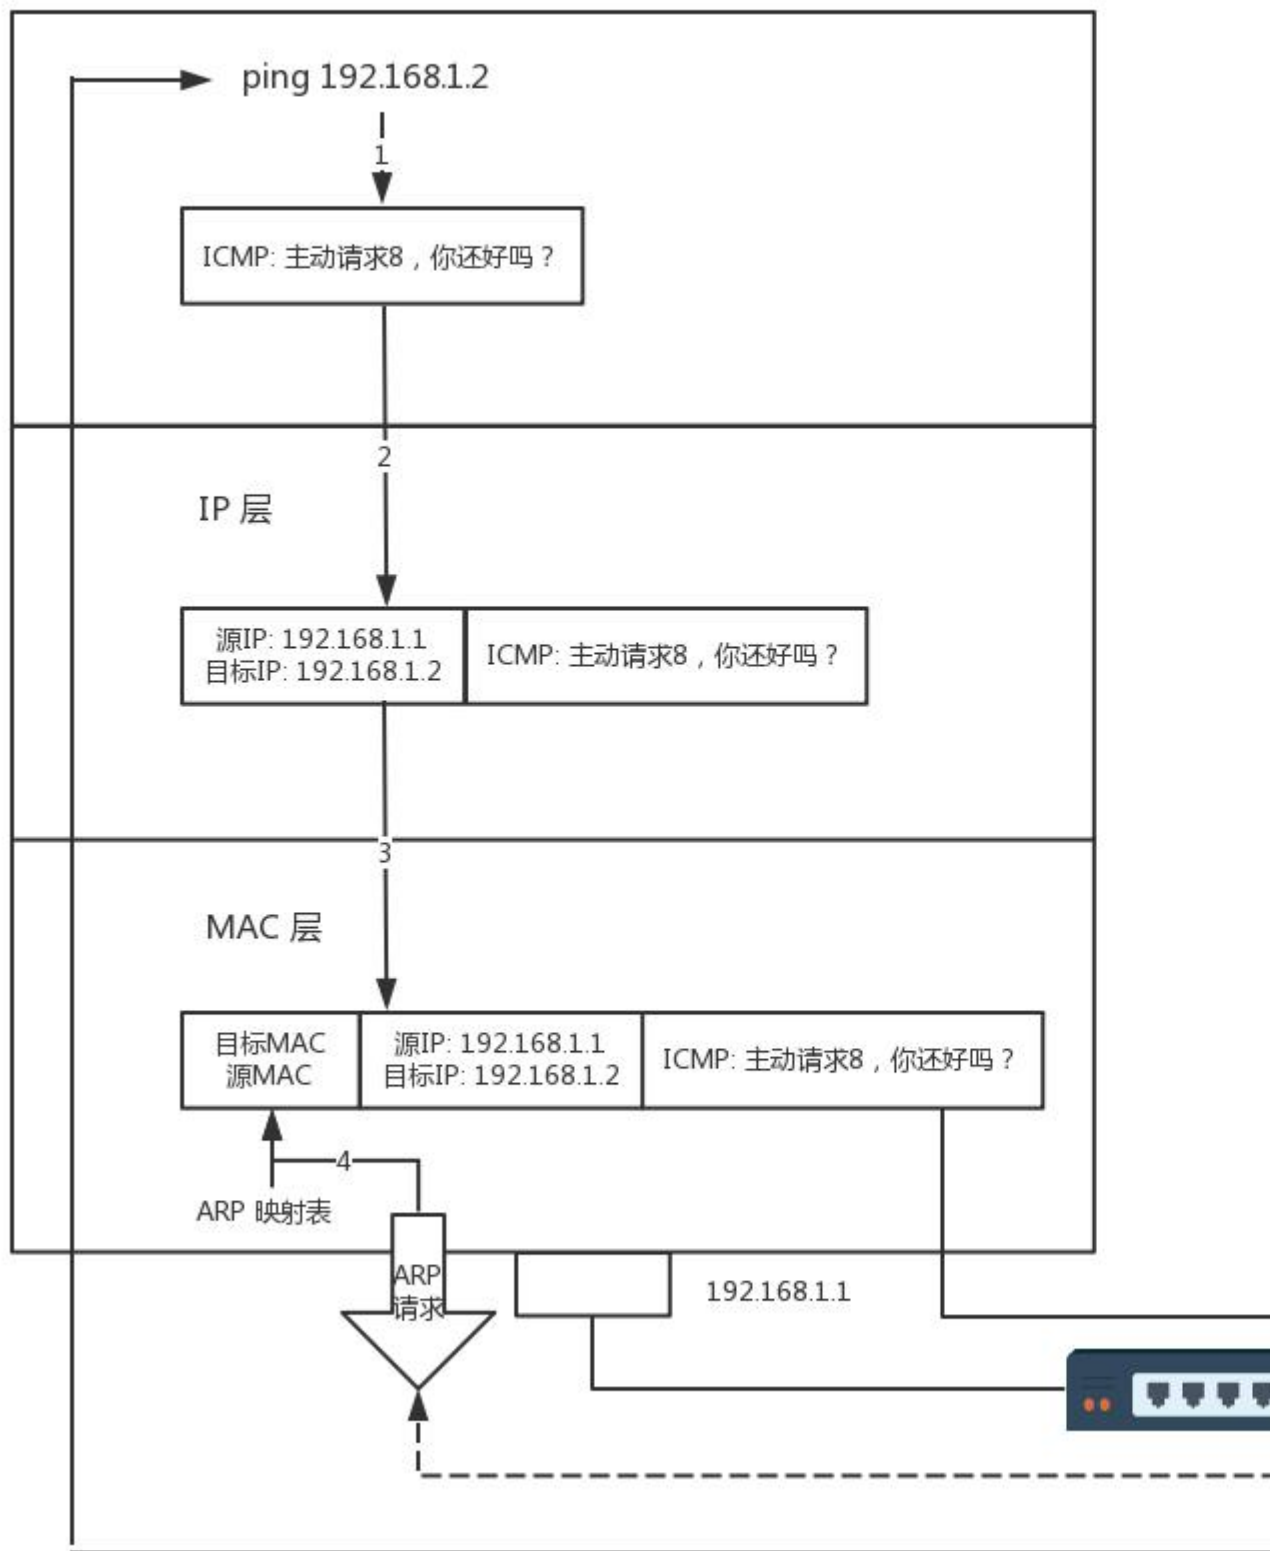 ping 192.168.1.2
1
ICMP: 主动请求8，你还好吗？
2
IP 层
源IP: 192.168.1.1
目标IP: 192.168.1.2
ICMP: 主动请求8，你还好吗？
3
MAC 层
目标MAC
源MAC
源IP: 192.168.1.1
目标IP: 192.168.1.2
ICMP: 主动请求8，你还好吗？
4
ARP 映射表
ARP
请求
192.168.1.1